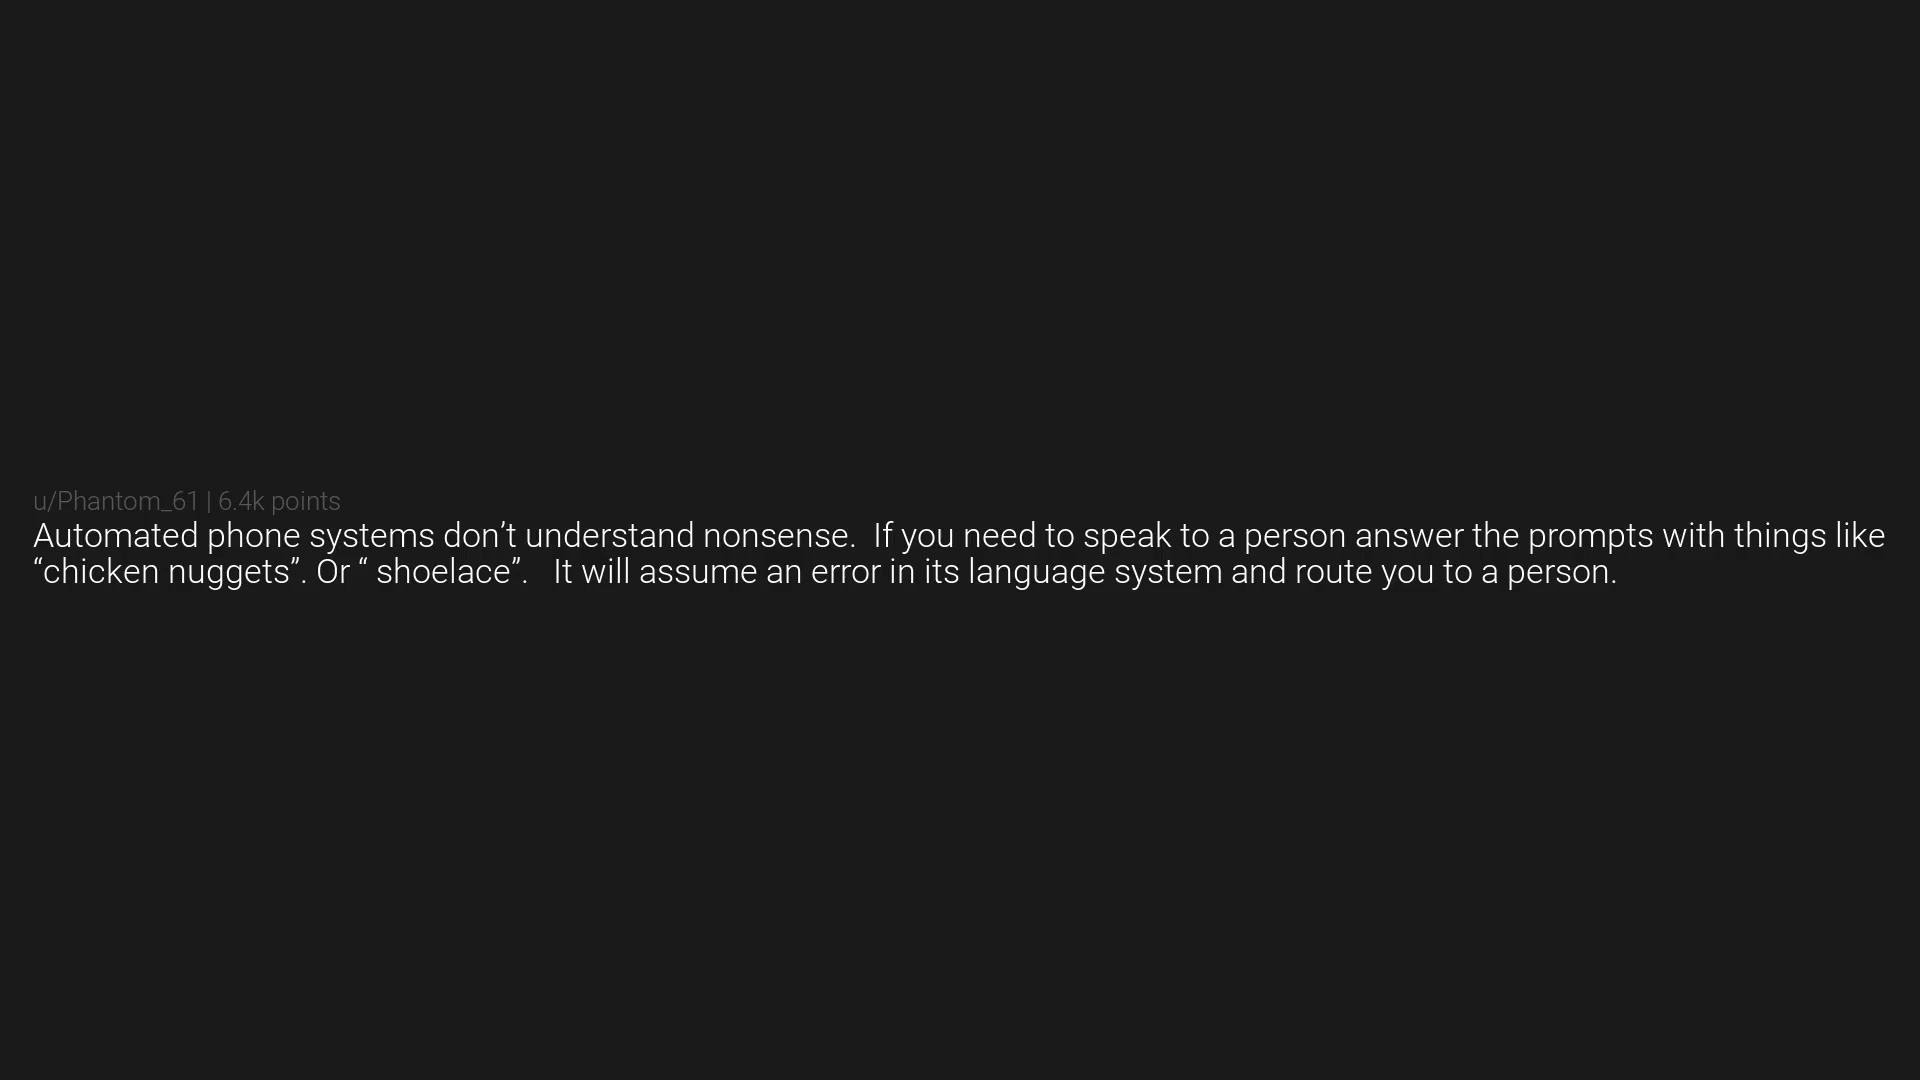 u/Phantom_61 | 6.4k points
Automated phone systems don’t understand nonsense.  If you need to speak to a person answer the prompts with things like
“chicken nuggets”. Or “ shoelace”.   It will assume an error in its language system and route you to a person.